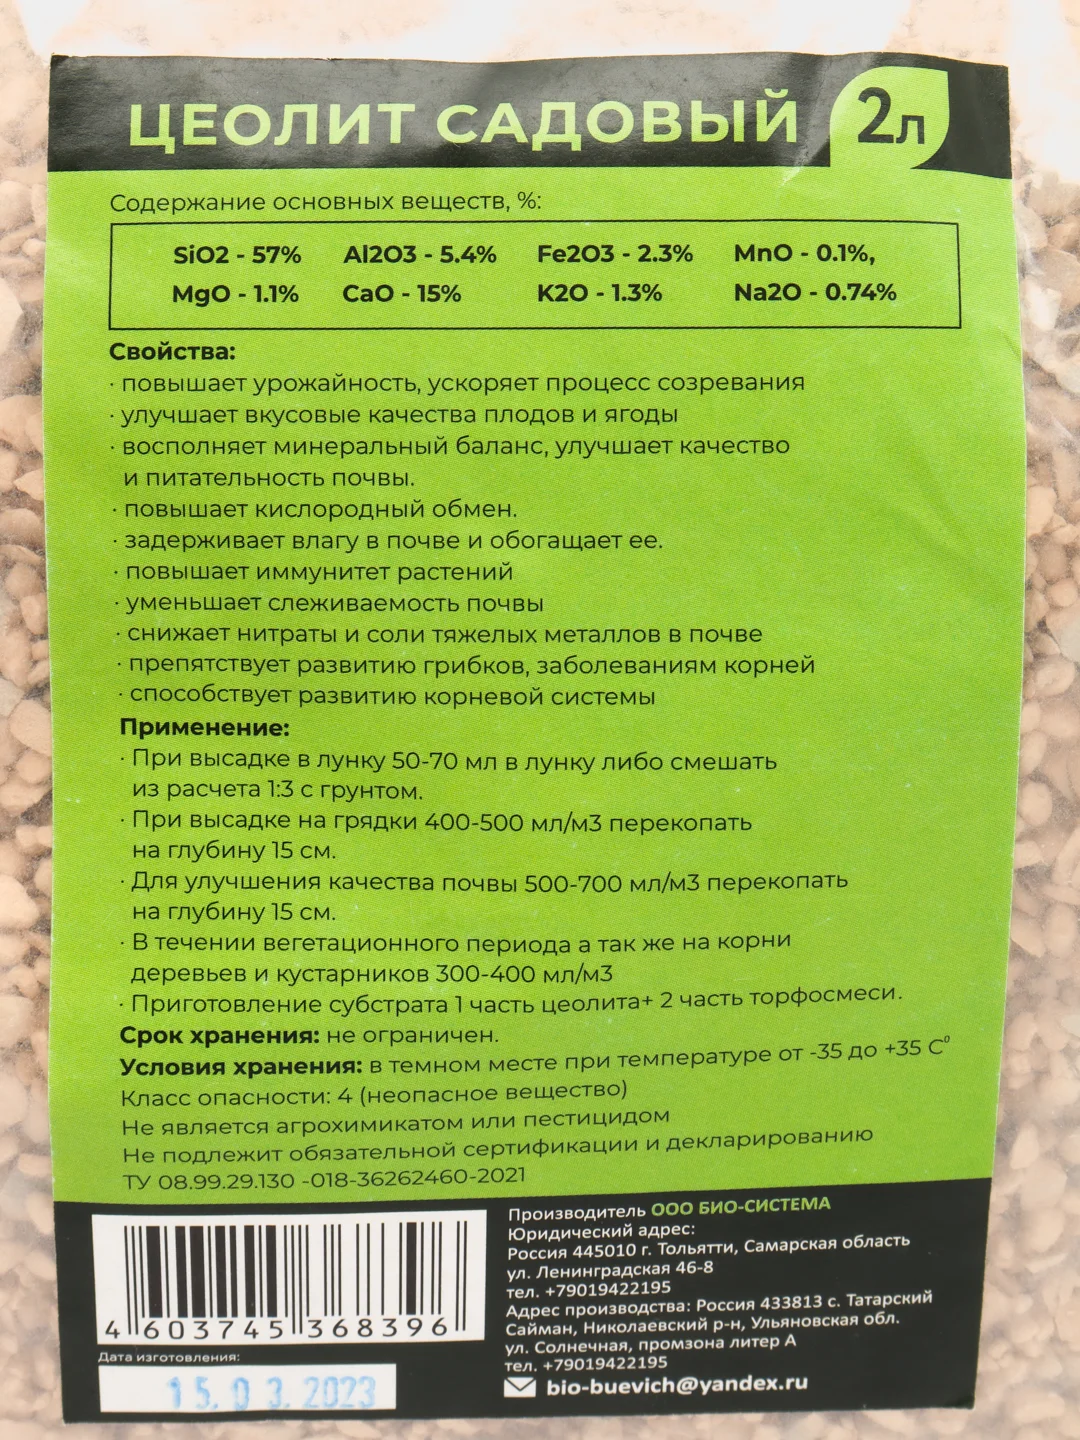 ЦЕОЛИТ САДОВЫЙ 2л
Содержание основных веществ, %:
SiO2 - 57% Al2O3 - 5.4% Fe2O3 - 2.3% MnO - 0.1%,
MgO - 1.1% CaO - 15% K2O - 1.3% Na2O - 0.74%
Свойства:
· повышает урожайность, ускоряет процесс созревания
· улучшает вкусовые качества плодов и ягоды
· восполняет минеральный баланс, улучшает качество
и питательность почвы.
· повышает кислородный обмен.
· задерживает влагу в почве и обогащает ее.
· повышает иммунитет растений
· уменьшает слеживаемость почвы
· снижает нитраты и соли тяжелых металлов в почве
· препятствует развитию грибков, заболеваниям корней
· способствует развитию корневой системы
Применение:
· При высадке в лунку 50-70 мл в лунку либо смешать
из расчета 1:3 с грунтом.
· При высадке на грядки 400-500 мл/м3 перекопать
на глубину 15 см.
· Для улучшения качества почвы 500-700 мл/м3 перекопать
на глубину 15 см.
· В течении вегетационного периода а так же на корни
деревьев и кустарников 300-400 мл/м3
· Приготовление субстрата 1 часть цеолита+ 2 часть торфосмеси.
Срок хранения: не ограничен.
Условия хранения: в темном месте при температуре от -35 до +35 С⁰
Класс опасности: 4 (неопасное вещество)
Не является агрохимикатом или пестицидом
Не подлежит обязательной сертификации и декларированию
ТУ 08.99.29.130 -018-36262460-2021
4 603745 368396
Дата изготовления:
15.03.2023
Производитель ООО БИО-СИСТЕМА
Юридический адрес:
Россия 445010 г. Тольятти, Самарская область
ул. Ленинградская 46-8
тел. +79019422195
Адрес производства: Россия 433813 с. Татарский
Сайман, Николаевский р-н, Ульяновская обл.
ул. Солнечная, промзона литер А
тел. +79019422195
bio-buevich@yandex.ru